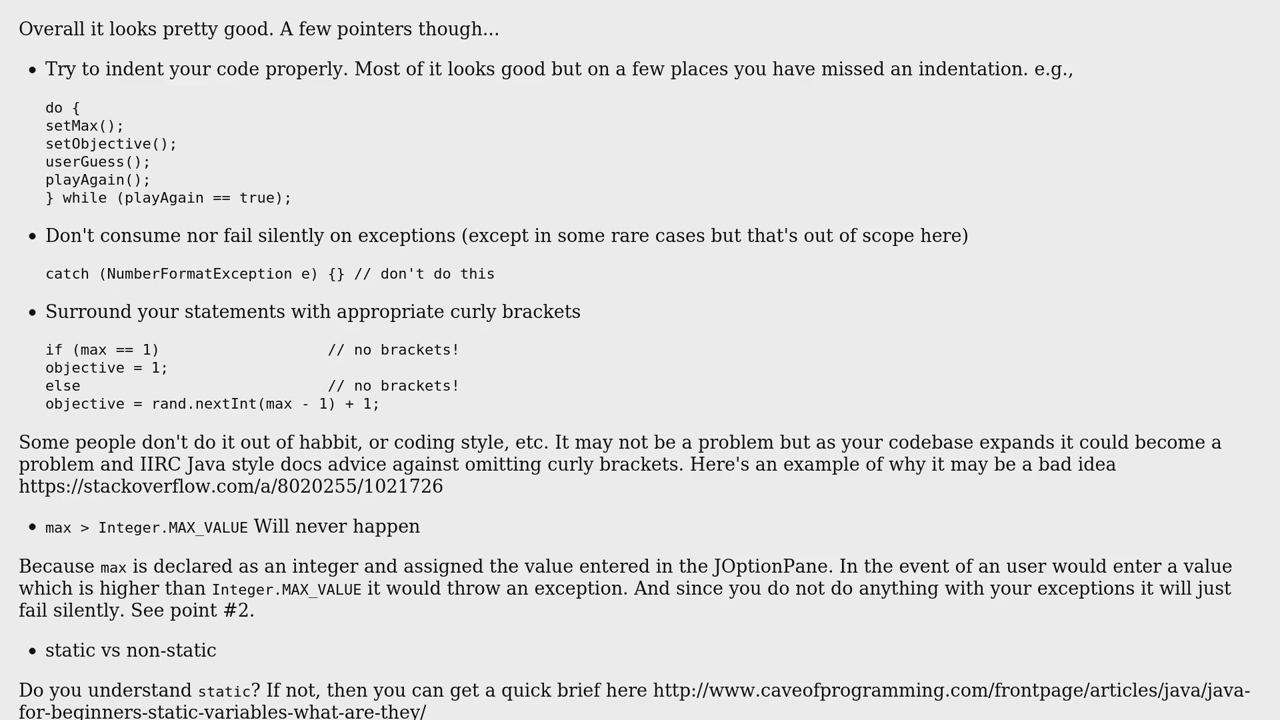 Overall it looks pretty good. A few pointers though...
• Try to indent your code properly. Most of it looks good but on a few places you have missed an indentation. e.g.,
do {
setMax();
setObjective();
userGuess();
playAgain();
} while (playAgain == true);
• Don't consume nor fail silently on exceptions (except in some rare cases but that's out of scope here)
catch (NumberFormatException e) {} // don't do this
• Surround your statements with appropriate curly brackets
if (max == 1)                   // no brackets!
objective = 1;
else                            // no brackets!
objective = rand.nextInt(max - 1) + 1;
Some people don't do it out of habbit, or coding style, etc. It may not be a problem but as your codebase expands it could become a
problem and IIRC Java style docs advice against omitting curly brackets. Here's an example of why it may be a bad idea
https://stackoverflow.com/a/8020255/1021726
• max > Integer.MAX_VALUE Will never happen
Because max is declared as an integer and assigned the value entered in the JOptionPane. In the event of an user would enter a value
which is higher than Integer.MAX_VALUE it would throw an exception. And since you do not do anything with your exceptions it will just
fail silently. See point #2.
• static vs non-static
Do you understand static? If not, then you can get a quick brief here http://www.caveofprogramming.com/frontpage/articles/java/java-
for-beginners-static-variables-what-are-they/